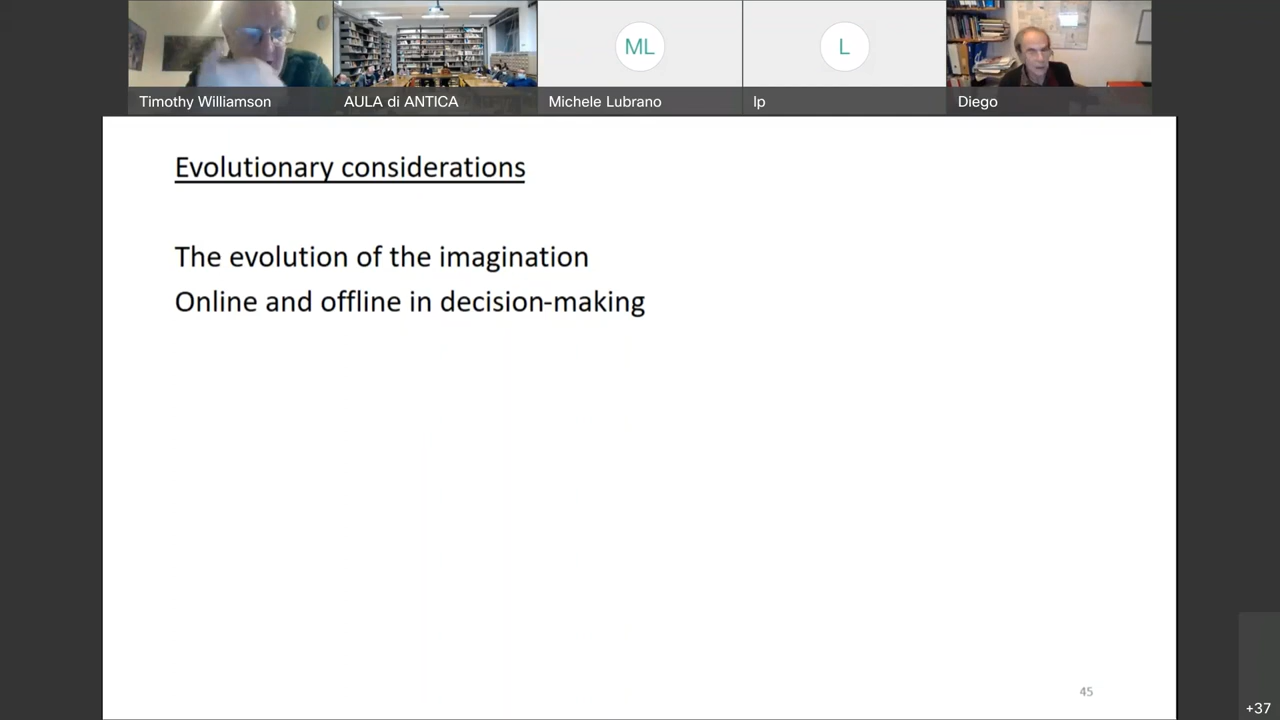 ML
L
Timothy Williamson
AULA di ANTICA
Michele Lubrano
lp
Diego
Evolutionary considerations
The evolution of the imagination
Online and offline in decision-making
45
+37